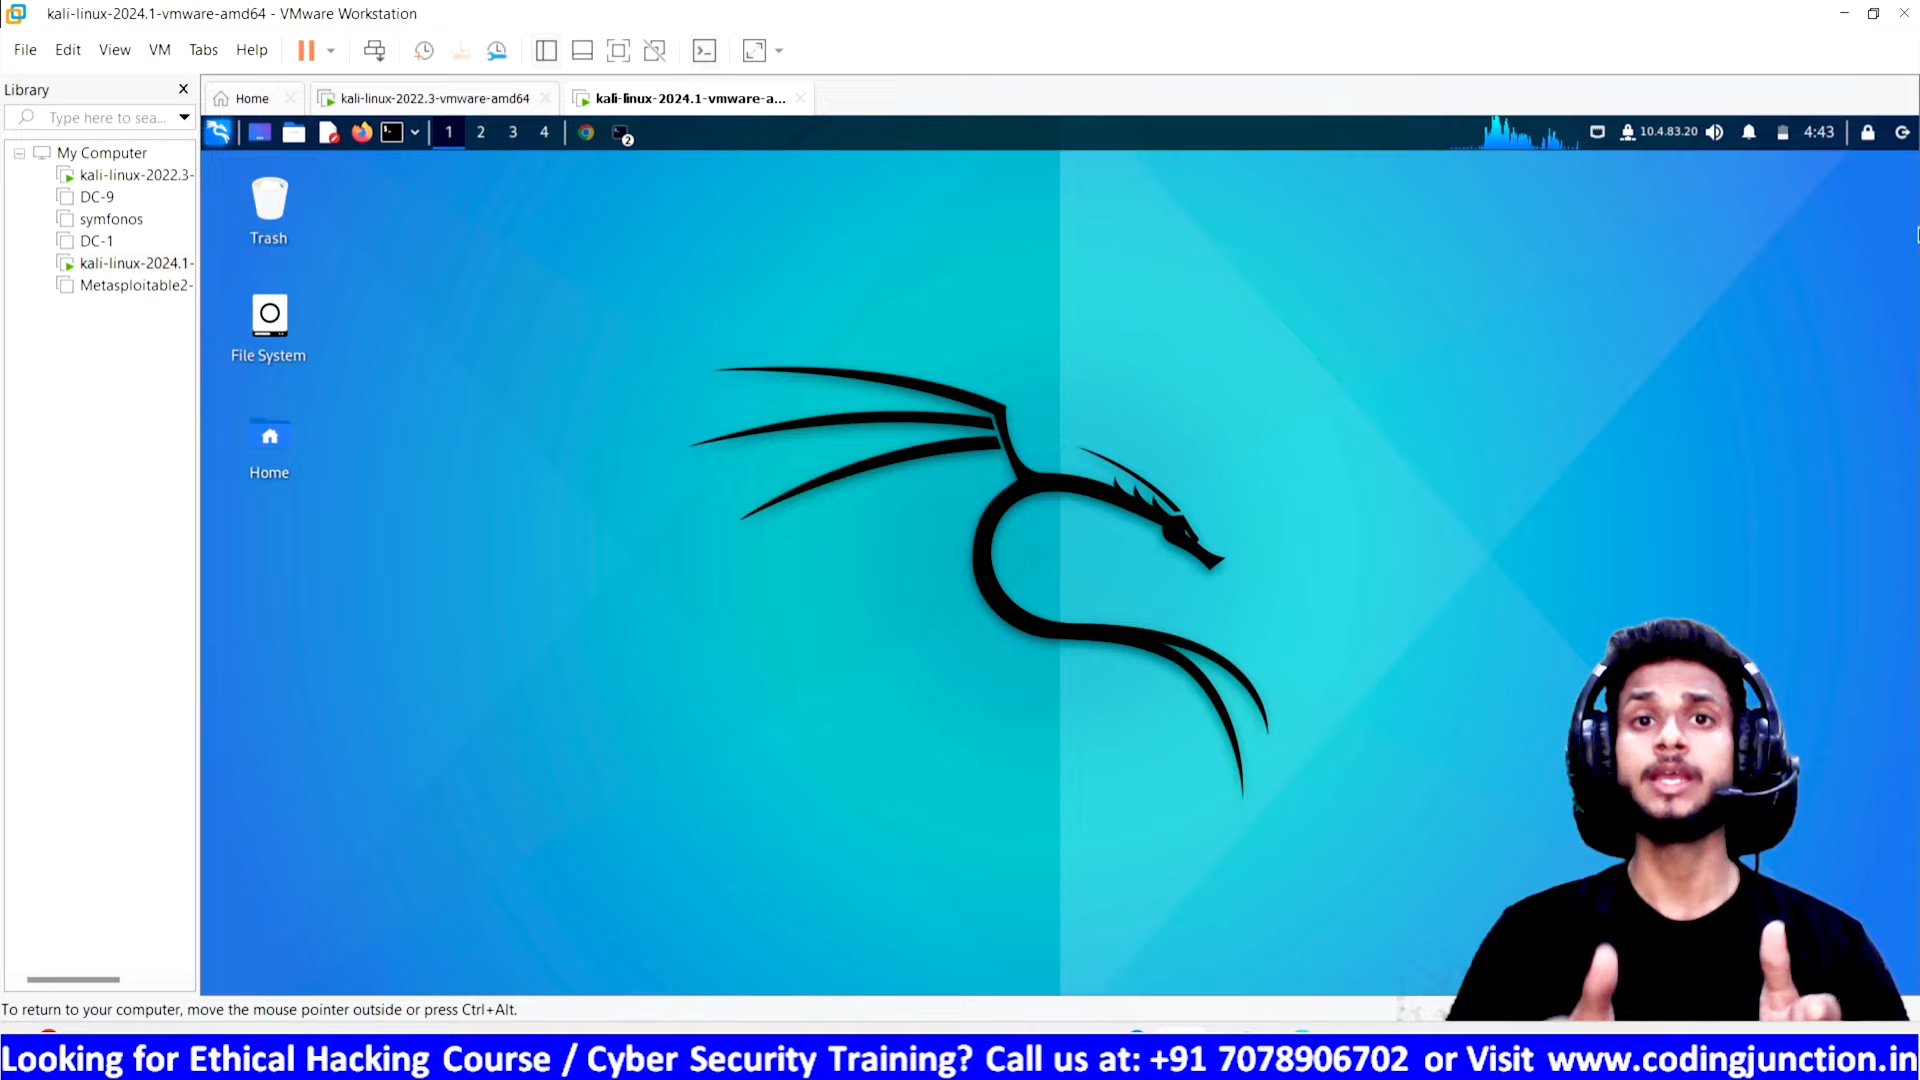 kali-linux-2024.1-vmware-amd64 - VMware Workstation
File Edit View VM Tabs Help
Library
Type here to sea...
Home
kali-linux-2022.3-vmware-amd64
kali-linux-2024.1-vmware-a...
1 2 3 4
2
10.4.83.20
4:43
My Computer
kali-linux-2022.3-
DC-9
symfonos
DC-1
kali-linux-2024.1-
Metasploitable2-
Trash
File System
Home
To return to your computer, move the mouse pointer outside or press Ctrl+Alt.
Looking for Ethical Hacking Course / Cyber Security Training? Call us at: +91 7078906702 or Visit www.codingjunction.in